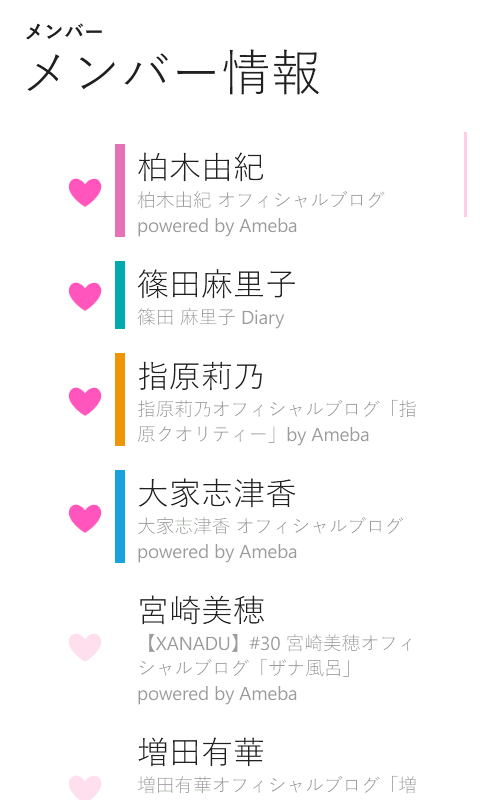 メンバー
メンバー情報
柏木由紀
柏木由紀 オフィシャルブログ
powered by Ameba
篠田麻里子
篠田 麻里子 Diary
指原莉乃
指原莉乃オフィシャルブログ「指
原クオリティー」by Ameba
大家志津香
大家志津香 オフィシャルブログ
powered by Ameba
宮崎美穂
【XANADU】#30 宮崎美穂オフィ
シャルブログ「ザナ風呂」
powered by Ameba
増田有華
増田有華オフィシャルブログ「増